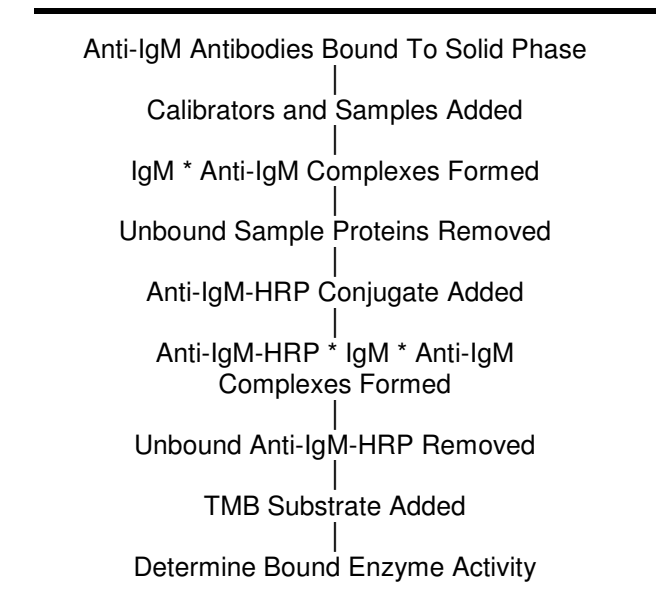 Anti-IgM Antibodies Bound To Solid Phase
Calibrators and Samples Added
IgM * Anti-IgM Complexes Formed
Unbound Sample Proteins Removed
Anti-IgM-HRP Conjugate Added
Anti-IgM-HRP * IgM * Anti-IgM
Complexes Formed
Unbound Anti-IgM-HRP Removed
TMB Substrate Added
Determine Bound Enzyme Activity